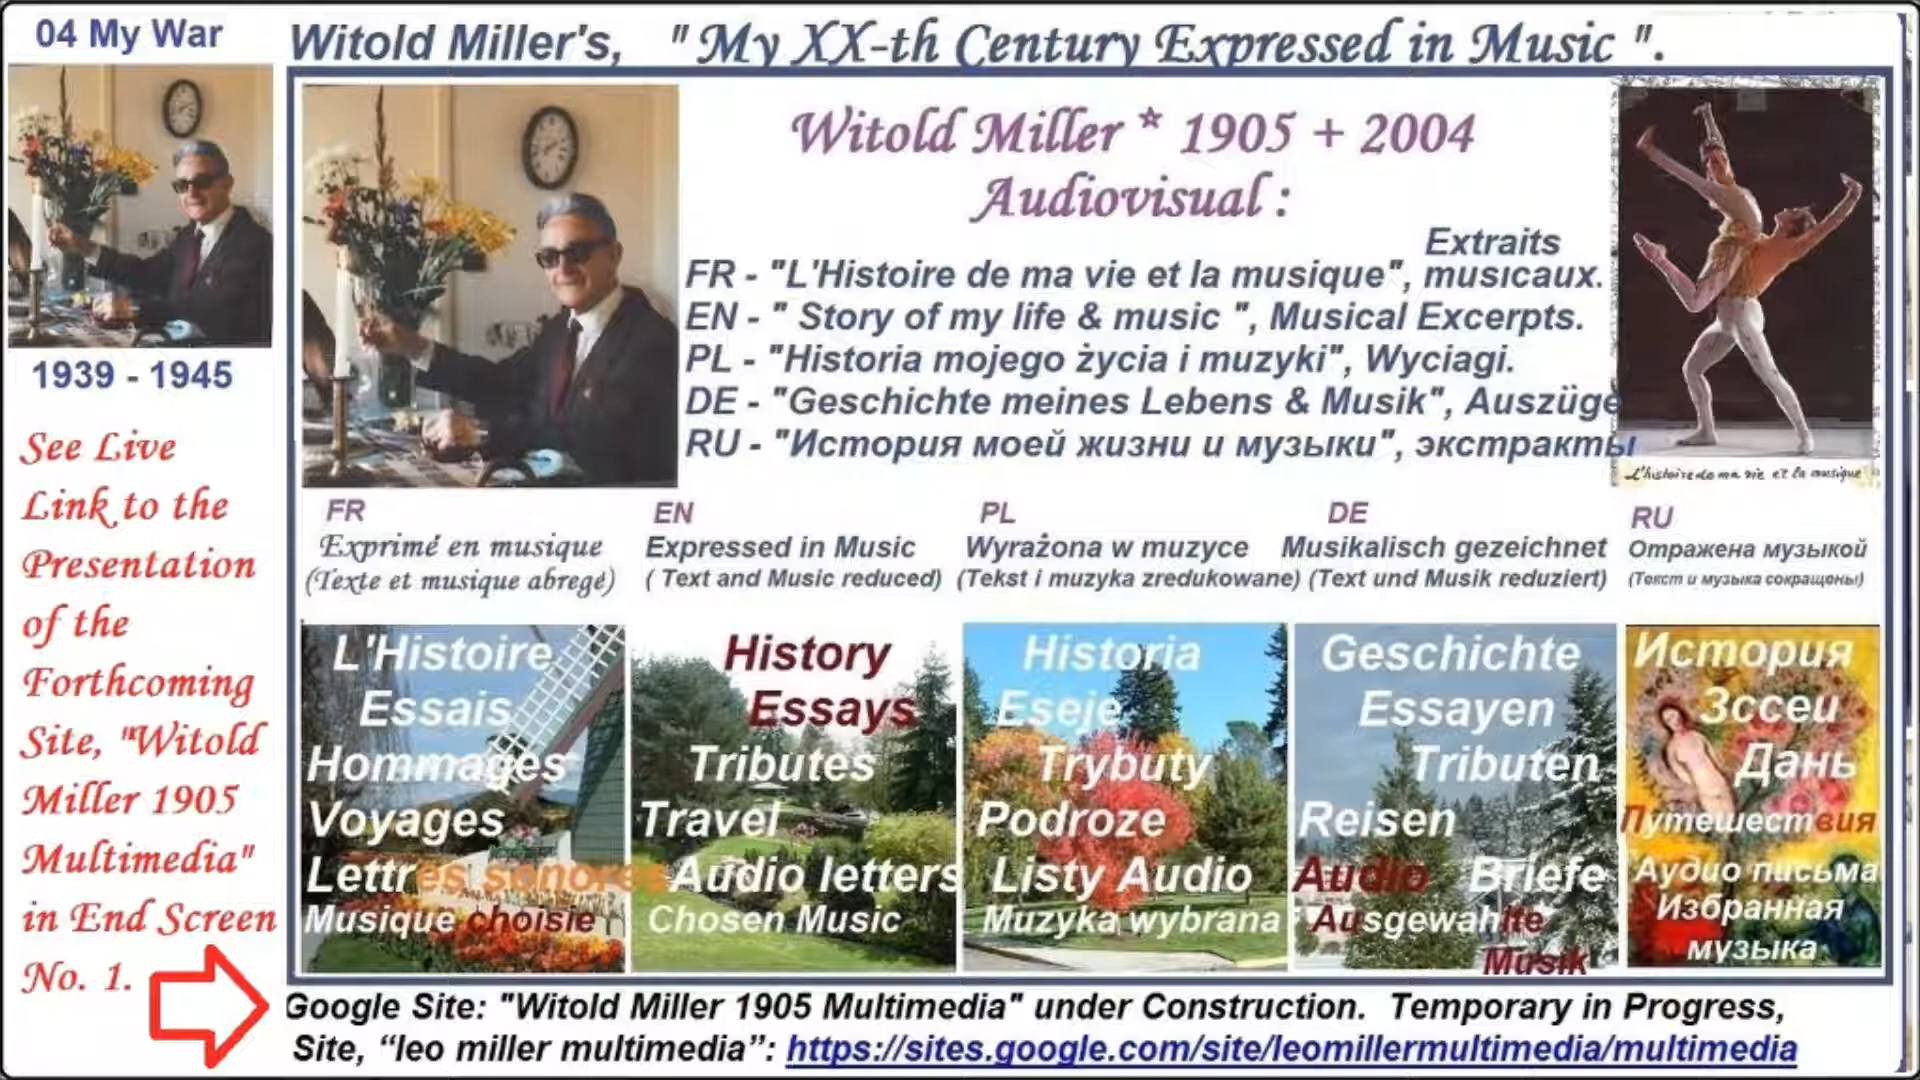 04 My War
Witold Miller's, " My XX-th Century Expressed in Music ".
Witold Miller * 1905 + 2004
Audiovisual :
Extraits
FR - "L'Histoire de ma vie et la musique", musicaux.
EN - " Story of my life & music ", Musical Excerpts.
PL - "Historia mojego życia i muzyki", Wyciagi.
DE - "Geschichte meines Lebens & Musik", Auszüge
RU - "История моей жизни и музыки", экстракты
L'histoire de ma vie et la musique
1939 - 1945
See Live
Link to the
Presentation
of the
Forthcoming
Site, "Witold
Miller 1905
Multimedia"
in End Screen
No. 1.
FR
Exprimé en musique
(Texte et musique abregé)
EN
Expressed in Music
( Text and Music reduced)
PL
Wyrażona w muzyce
(Tekst i muzyka zredukowane)
DE
Musikalisch gezeichnet
(Text und Musik reduziert)
RU
Отражена музыкой
(Текст и музыка сокращены)
L'Histoire
Essais
Hommages
Voyages
Lettres sonores
Musique choisie
History
Essays
Tributes
Travel
Audio letters
Chosen Music
Historia
Eseje
Trybuty
Podroze
Listy Audio
Muzyka wybrana
Geschichte
Essayen
Tributen
Reisen
Audio Briefe
Ausgewahlte
Musik
История
Зссеи
Дань
Путешествия
Аудио письма
Избранная
музыка
Google Site: "Witold Miller 1905 Multimedia" under Construction. Temporary in Progress,
Site, “leo miller multimedia”: https://sites.google.com/site/leomillermultimedia/multimedia